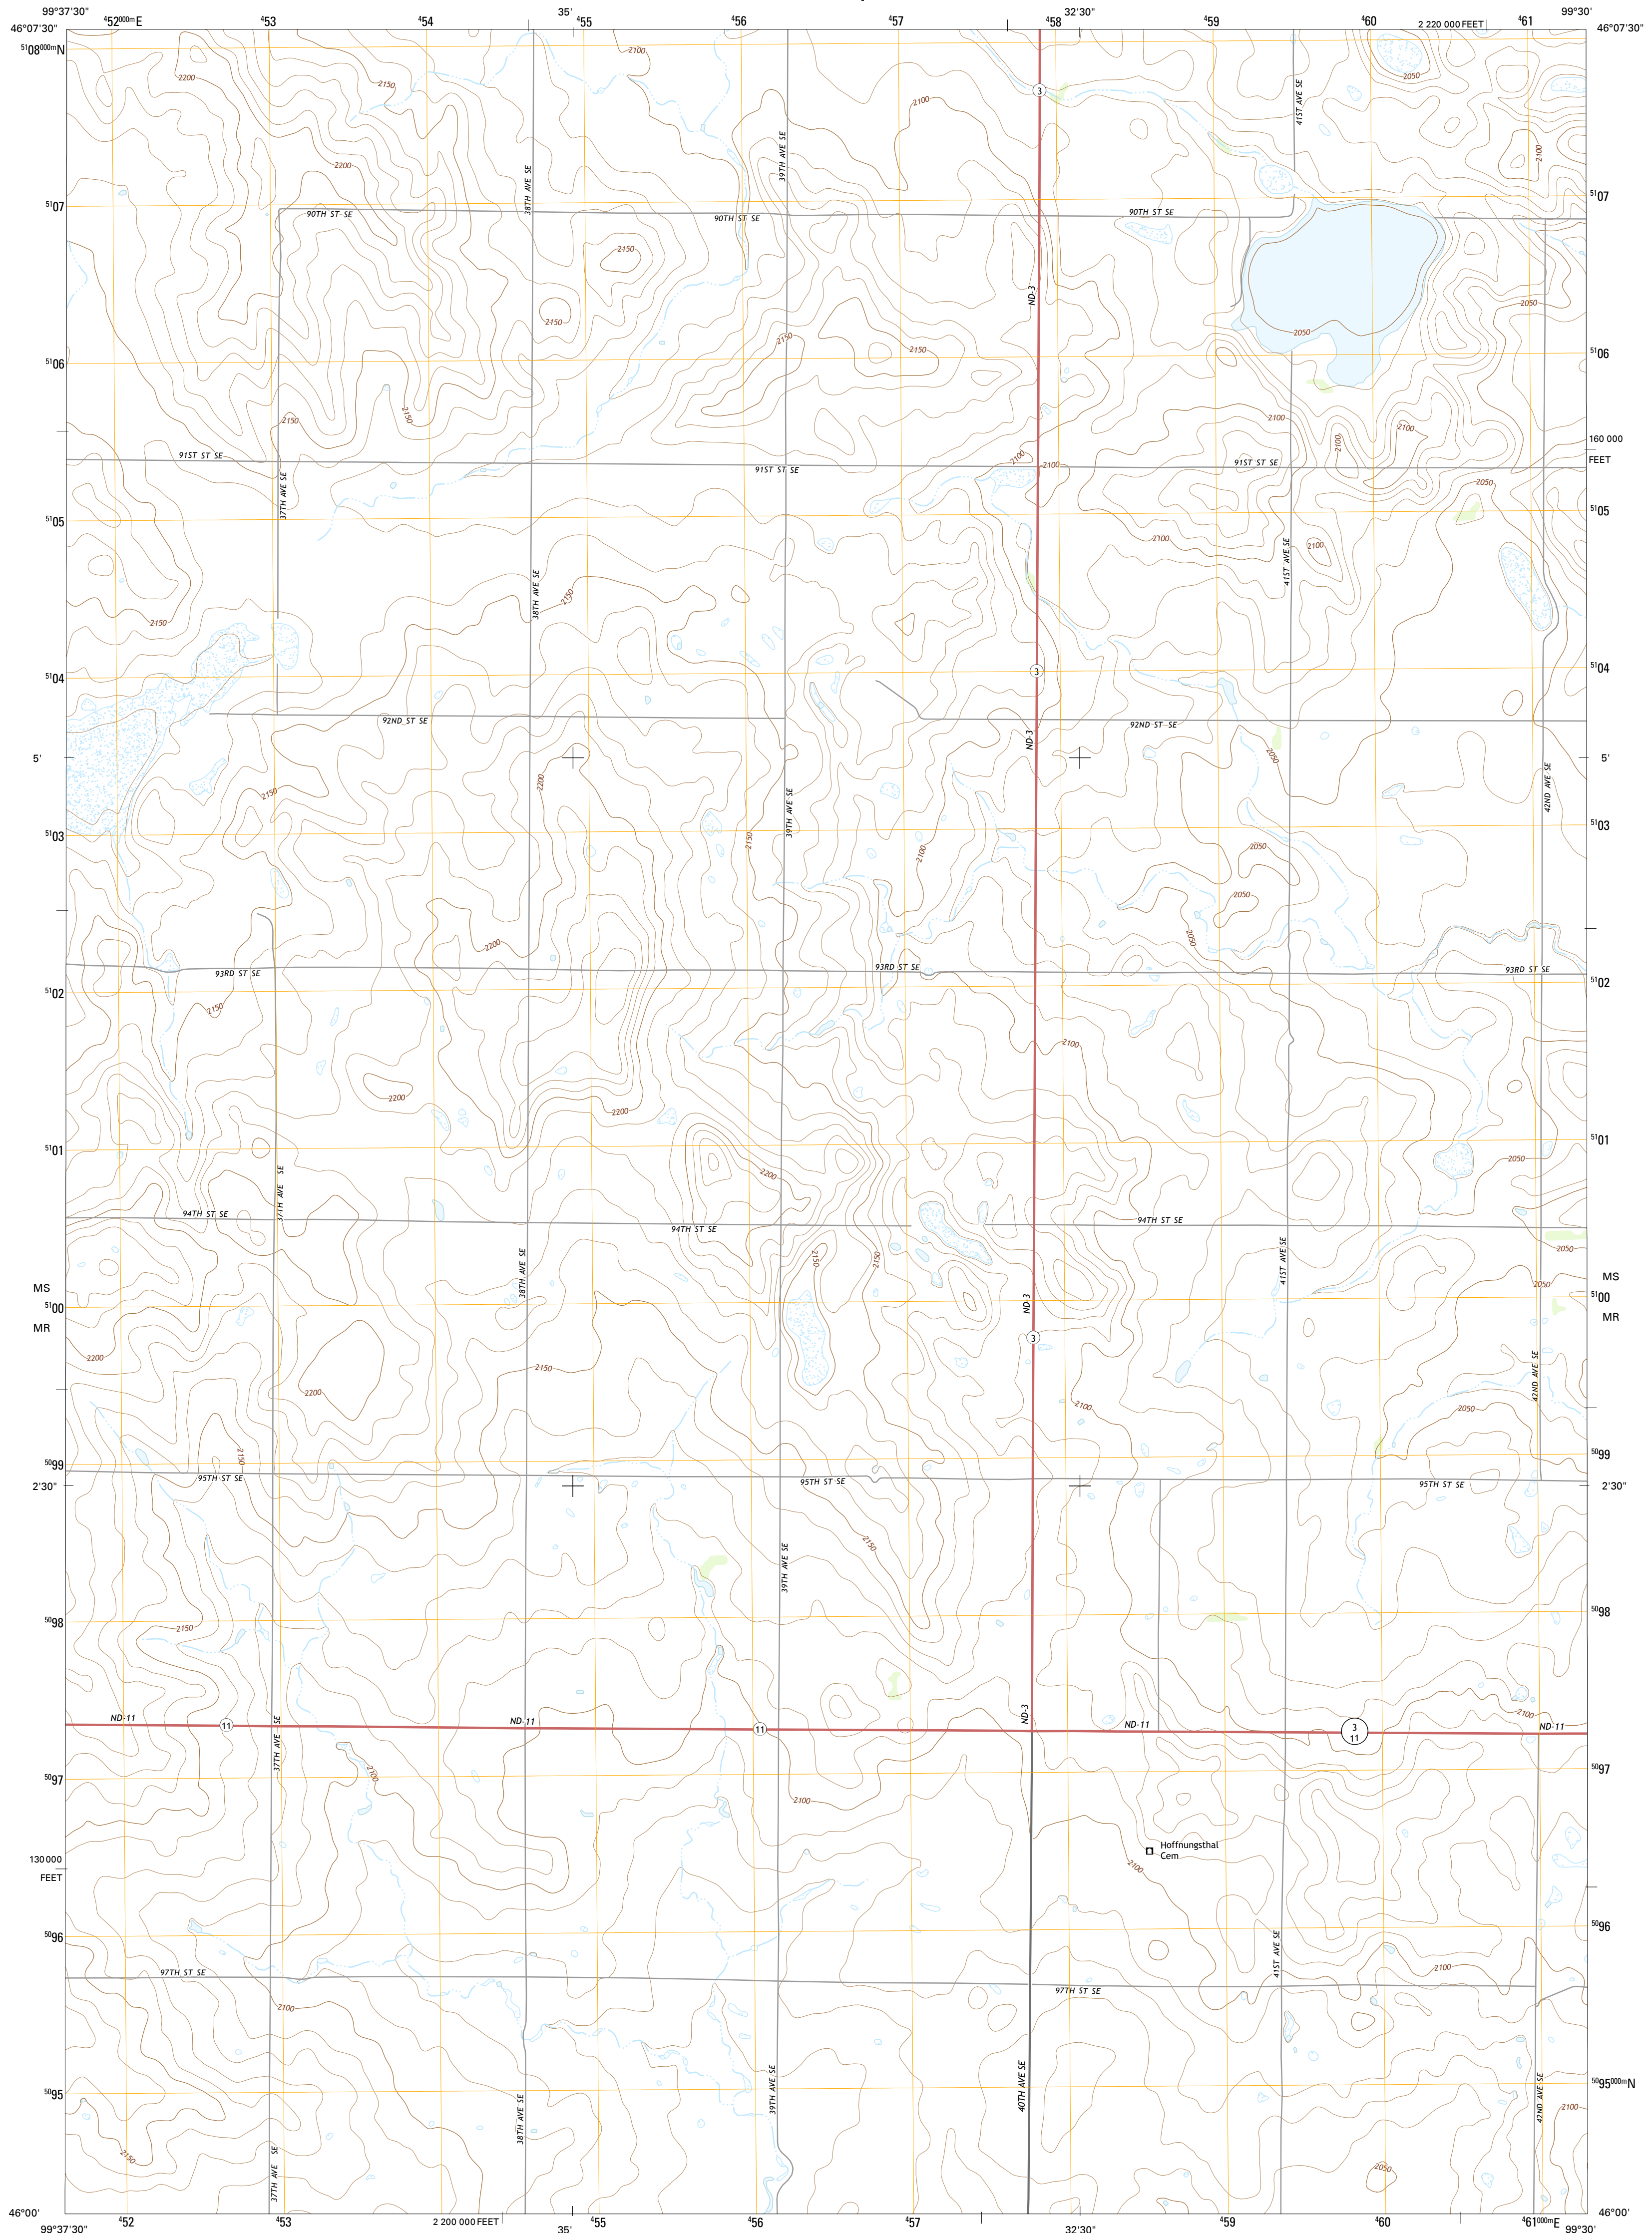 99°37'30"
⁴52⁰⁰⁰ᵐE
⁴53
⁴54
35'
⁴55
⁴56
⁴57
⁴58
32'30"
⁴59
⁴60
2 220 000 FEET
⁴61
99°30'
46°07'30"
46°07'30"
⁵¹08⁰⁰⁰ᵐN
2200
2150
2100
3
2100
2050
41ST AVE SE
39TH AVE SE
2200
2100
38TH AVE SE
⁵¹07
⁵¹07
90TH ST SE
90TH ST SE
90TH ST SE
2150
ND-3
2150
2050
2050
2150
2150
⁵¹06
⁵¹06
2150
2150
2100
2100
2100
160 000
FEET
91ST ST SE
91ST ST SE
2100
2100
91ST ST SE
37TH AVE SE
2050
⁵¹05
⁵¹05
2100
2100
41ST AVE SE
38TH AVE SE
2150
2150
⁵¹04
3
⁵¹04
92ND ST SE
92ND ST SE
ND-3
5'
2050
5'
2200
2150
42ND AVE SE
39TH AVE SE
⁵¹03
⁵¹03
2150
2100
2050
2050
2200
2050
93RD ST SE
93RD ST SE
93RD ST SE
⁵¹02
⁵¹02
2150
2100
2200
2200
⁵¹01
⁵¹01
2200
2050
37TH AVE SE
94TH ST SE
94TH ST SE
94TH ST SE
2050
2150
2150
38TH AVE SE
41ST AVE SE
MS
MS
2050
⁵¹00
⁵¹00
ND-3
MR
MR
3
2200
2150
2200
42ND AVE SE
2100
2050
2150
⁵⁰99
⁵⁰99
95TH ST SE
95TH ST SE
95TH ST SE
2'30"
2'30"
2150
39TH AVE SE
⁵⁰98
⁵⁰98
2150
ND-3
2100
ND-11
11
ND-11
11
ND-11
3
11
ND-11
37TH AVE SE
2100
⁵⁰97
⁵⁰97
2100
Hoffnungsthal
Cem
2100
130 000
FEET
⁵⁰96
⁵⁰96
41ST AVE SE
2100
97TH ST SE
97TH ST SE
2100
⁵⁰95
⁵⁰95⁰⁰⁰ᵐN
38TH AVE SE
39TH AVE SE
40TH AVE SE
42ND AVE SE
2100
2150
37TH AVE SE
2050
46°00'
46°00'
99°37'30"
⁴52
⁴53
2 200 000 FEET
35'
⁴55
⁴56
⁴57
32'30"
⁴59
⁴60
⁴61⁰⁰⁰ᵐE
99°30'